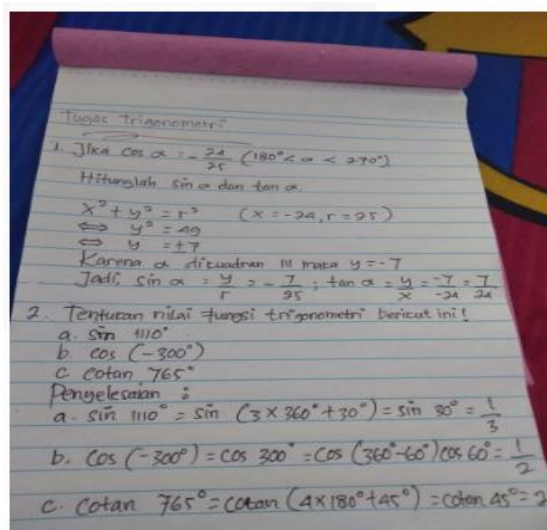 Tugas Trigonometri
1. Jika cos α = -24/25 (180° < α < 270°)
Hitunglah sin α dan tan α.
x² + y² = r² (x = -24, r = 25)
⇔ y² = 49
⇔ y = ±7
Karena α dikuadran III maka y = -7
Jadi, sin α = y/r = -7/25 ; tan α = y/x = -7/-24 = 7/24
2. Tentukan nilai fungsi trigonometri berikut ini!
a. sin 1110°
b. cos (-300°)
c cotan 765°
Penyelesaian :
a. sin 1110° = sin (3 × 360° + 30°) = sin 30° = 1/3
b. cos (-300°) = cos 300° = cos (360°-60°) cos 60° = 1/2
c. cotan 765° = cotan (4×180°+45°) = cotan 45° = 2